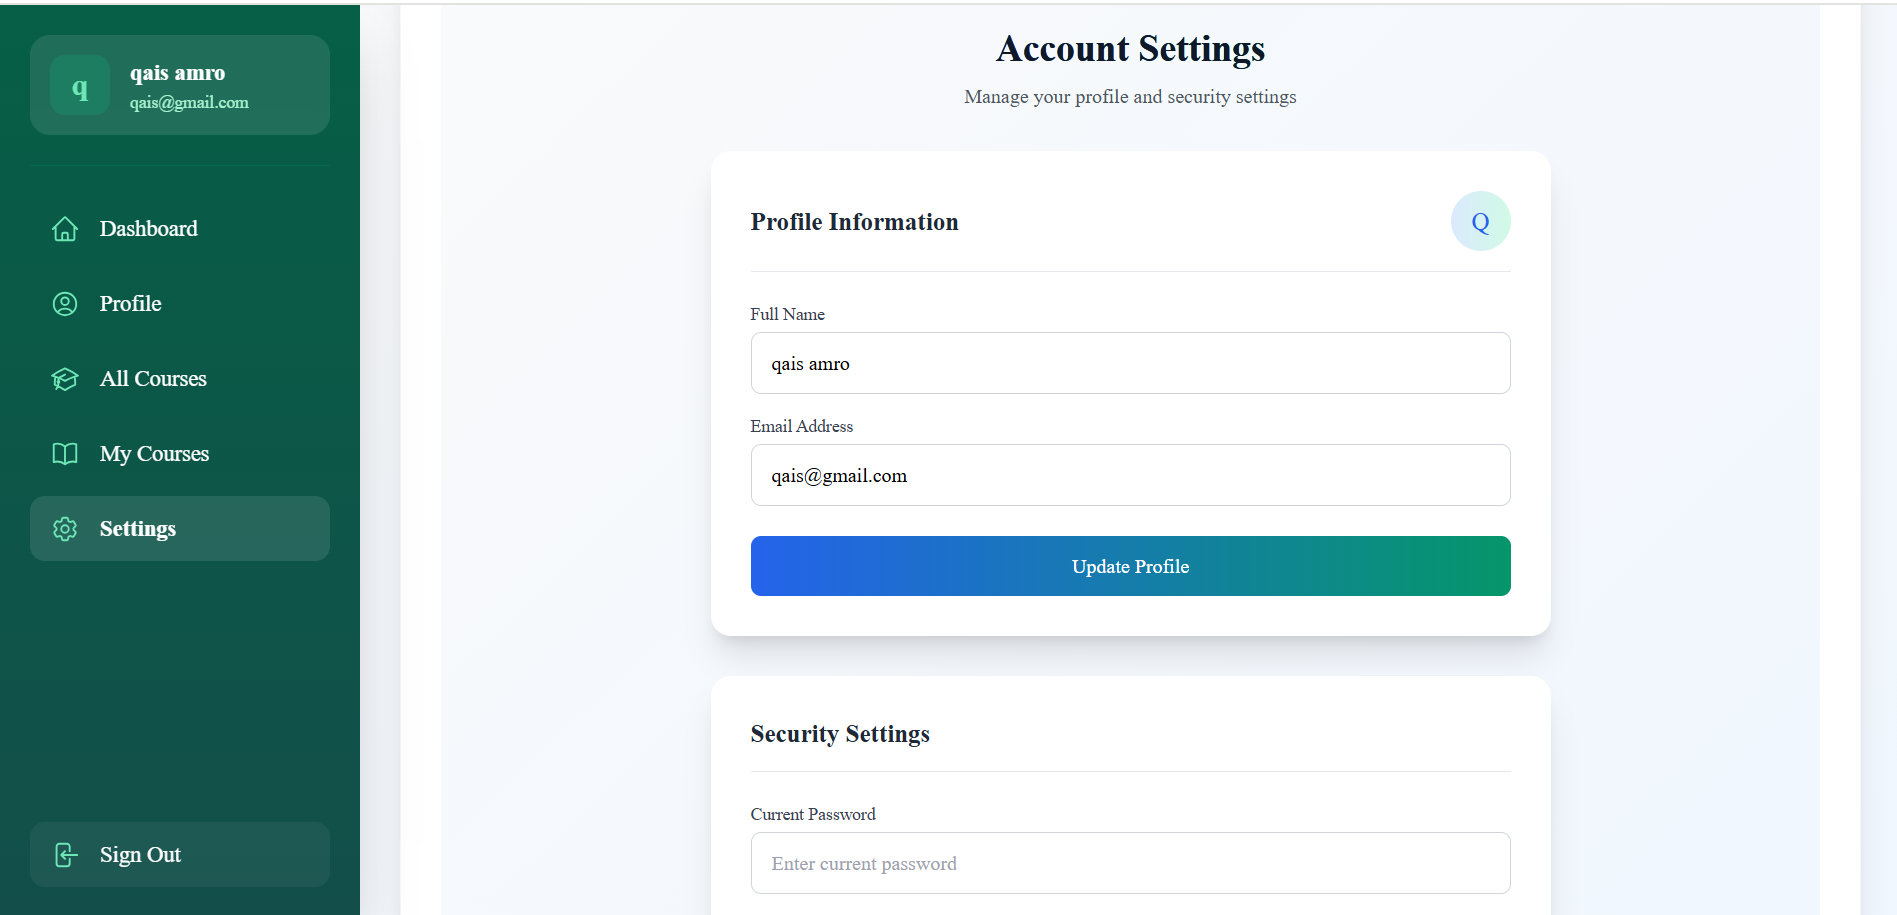 q
qais amro
qais@gmail.com
Dashboard
Profile
All Courses
My Courses
Settings
Sign Out
Account Settings
Manage your profile and security settings
Profile Information
Q
Full Name
qais amro
Email Address
qais@gmail.com
Update Profile
Security Settings
Current Password
Enter current password